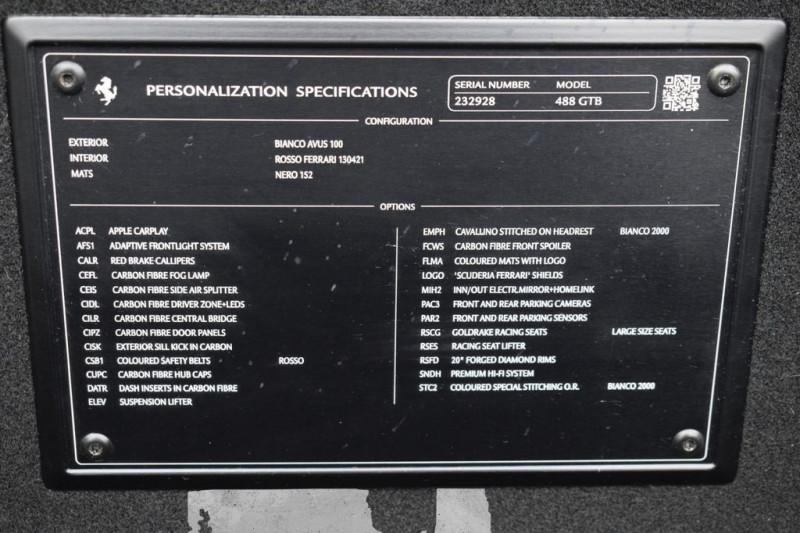 PERSONALIZATION SPECIFICATIONS
SERIAL NUMBER MODEL
232928 488 GTB
CONFIGURATION
EXTERIOR BIANCO AVUS 100
INTERIOR ROSSO FERRARI 130421
MATS NERO 152
OPTIONS
ACPL APPLE CARPLAY
AFS1 ADAPTIVE FRONTLIGHT SYSTEM
CALR RED BRAKE CALLIPERS
CEFL CARBON FIBRE FOG LAMP
CEIS CARBON FIBRE SIDE AIR SPLITTER
CIDL CARBON FIBRE DRIVER ZONE+LEDS
CILR CARBON FIBRE CENTRAL BRIDGE
CIPZ CARBON FIBRE DOOR PANELS
CISK EXTERIOR SILL KICK IN CARBON
CSB1 COLOURED SAFETY BELTS ROSSO
CUPC CARBON FIBRE HUB CAPS
DATR DASH INSERTS IN CARBON FIBRE
ELEV SUSPENSION LIFTER
EMPH CAVALLINO STITCHED ON HEADREST BIANCO 2000
FCWS CARBON FIBRE FRONT SPOILER
FLMA COLOURED MATS WITH LOGO
LOGO 'SCUDERIA FERRARI' SHIELDS
MIH2 INN/OUT ELECTR.MIRROR+HOMELINK
PAC3 FRONT AND REAR PARKING CAMERAS
PAR2 FRONT AND REAR PARKING SENSORS
RSCG GOLDRAKE RACING SEATS LARGE SIZE SEATS
RSES RACING SEAT LIFTER
RSFD 20" FORGED DIAMOND RIMS
SNDH PREMIUM HI-FI SYSTEM
STC2 COLOURED SPECIAL STITCHING O.R. BIANCO 2000